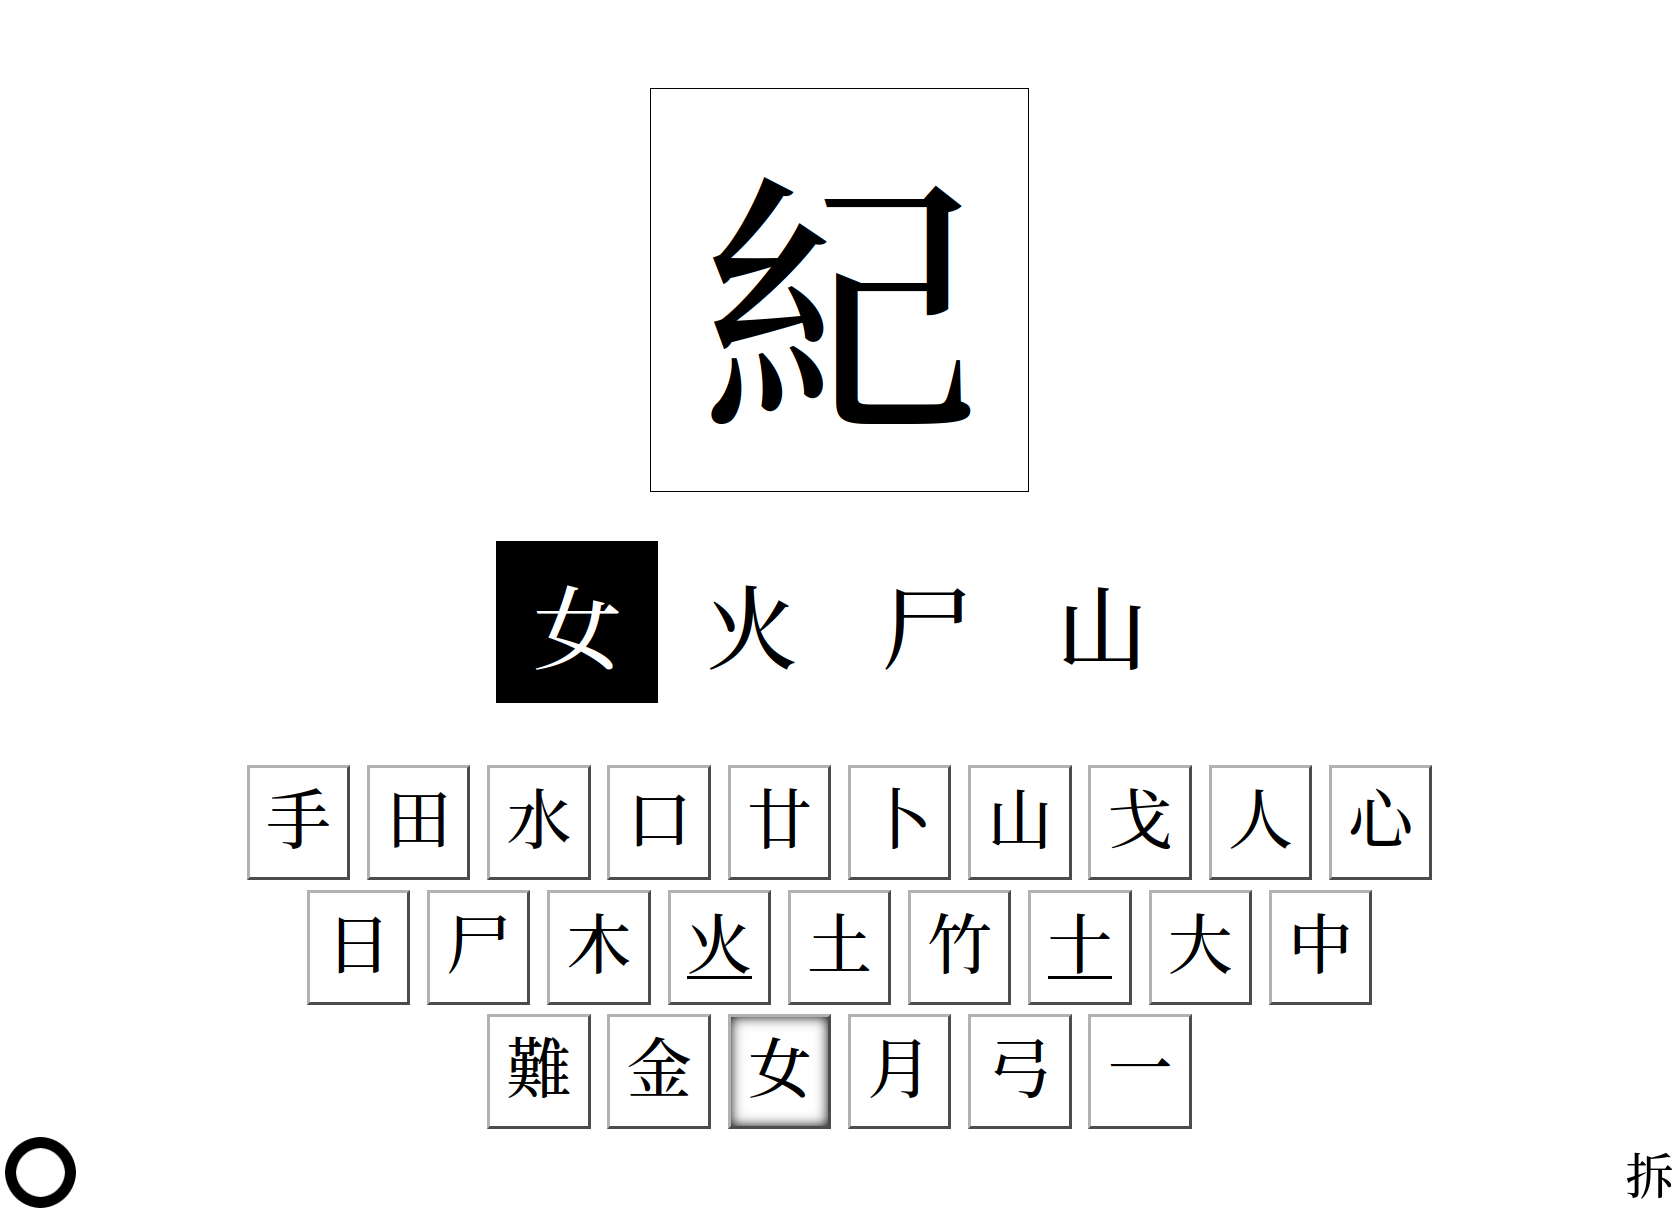 紀
女 火 尸 山
手 田 水 口 廿 卜 山 戈 人 心
日 尸 木 火 土 竹 十 大 中
難 金 女 月 弓 一
拆